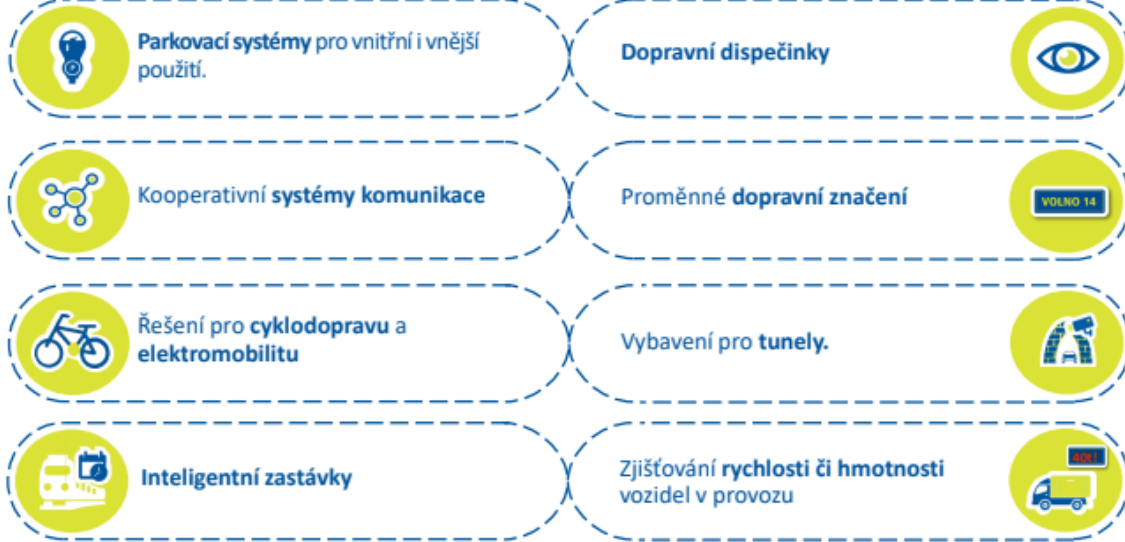 Parkovací systémy pro vnitřní i vnější
použití.
Dopravní dispečinky
Kooperativní systémy komunikace
Proměnné dopravní značení
VOLNO 14
Řešení pro cyklodopravu a
elektromobilitu
Vybavení pro tunely.
Inteligentní zastávky
Zjišťování rychlosti či hmotnosti
vozidel v provozu
40t!